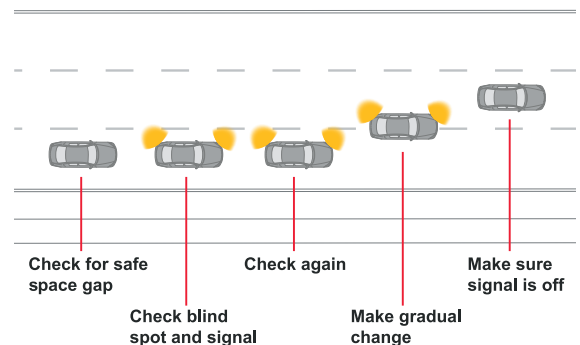 Check for safe
space gap
Check blind
spot and signal
Check again
Make gradual
change
Make sure
signal is off